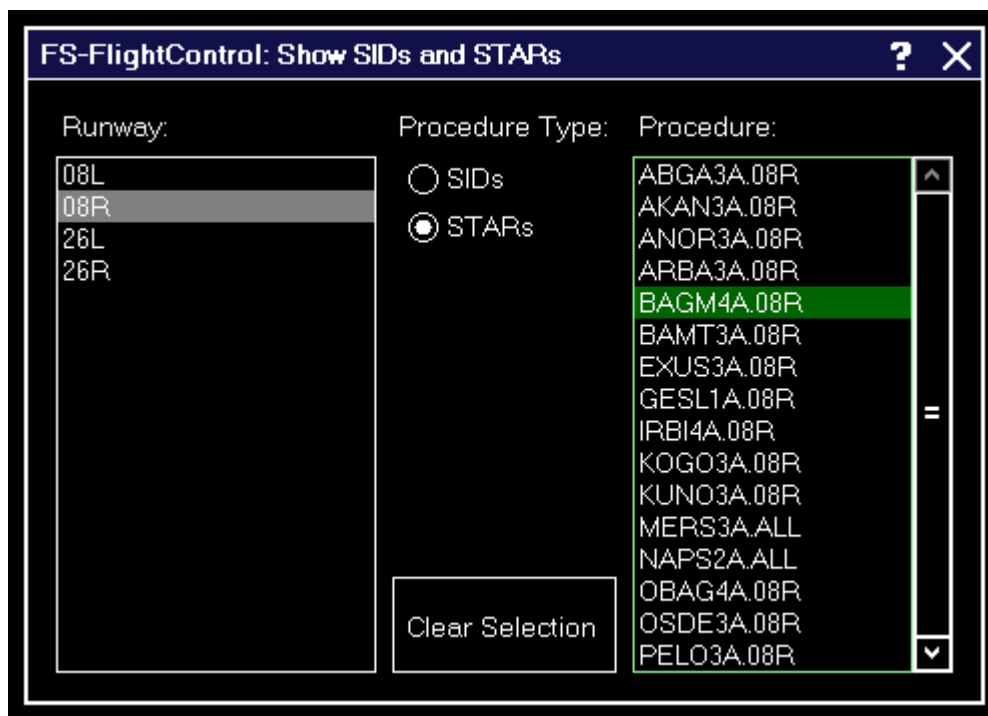 FS-FlightControl: Show SIDs and STARs ? X
Runway:
08L
08R
26L
26R
Procedure Type:
SIDs
STARs
Clear Selection
Procedure:
ABGA3A.08R
AKAN3A.08R
ANOR3A.08R
ARBA3A.08R
BAGM4A.08R
BAMT3A.08R
EXUS3A.08R
GESL1A.08R
IRBI4A.08R
KOGO3A.08R
KUNO3A.08R
MERS3A.ALL
NAPS2A.ALL
OBAG4A.08R
OSDE3A.08R
PELO3A.08R